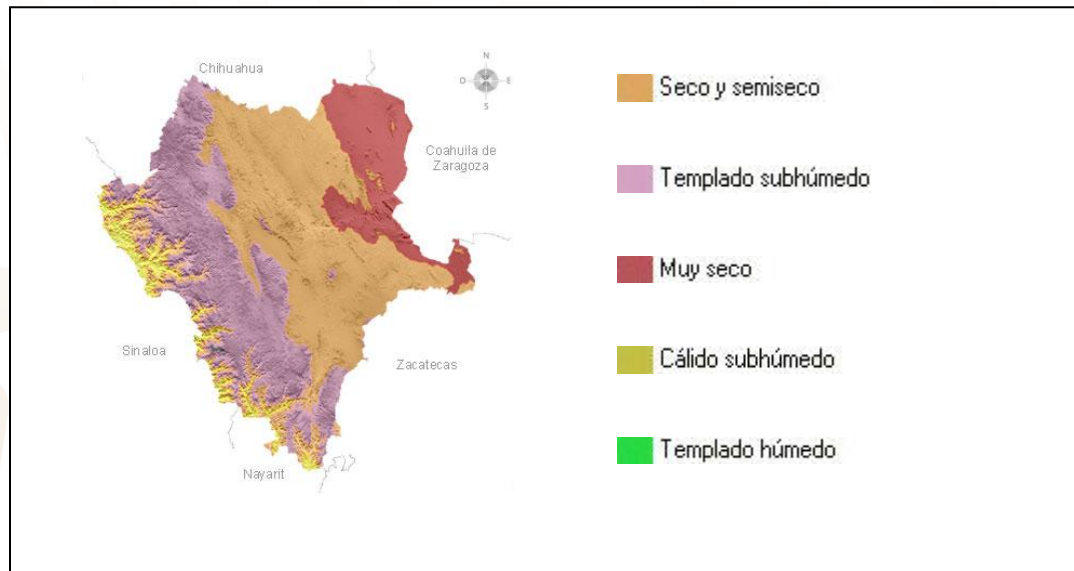 Chihuahua
N
O
E
S
Coahuila de
Zaragoza
Sinaloa
Zacatecas
Nayarit
Seco y semiseco
Templado subhúmedo
Muy seco
Cálido subhúmedo
Templado húmedo